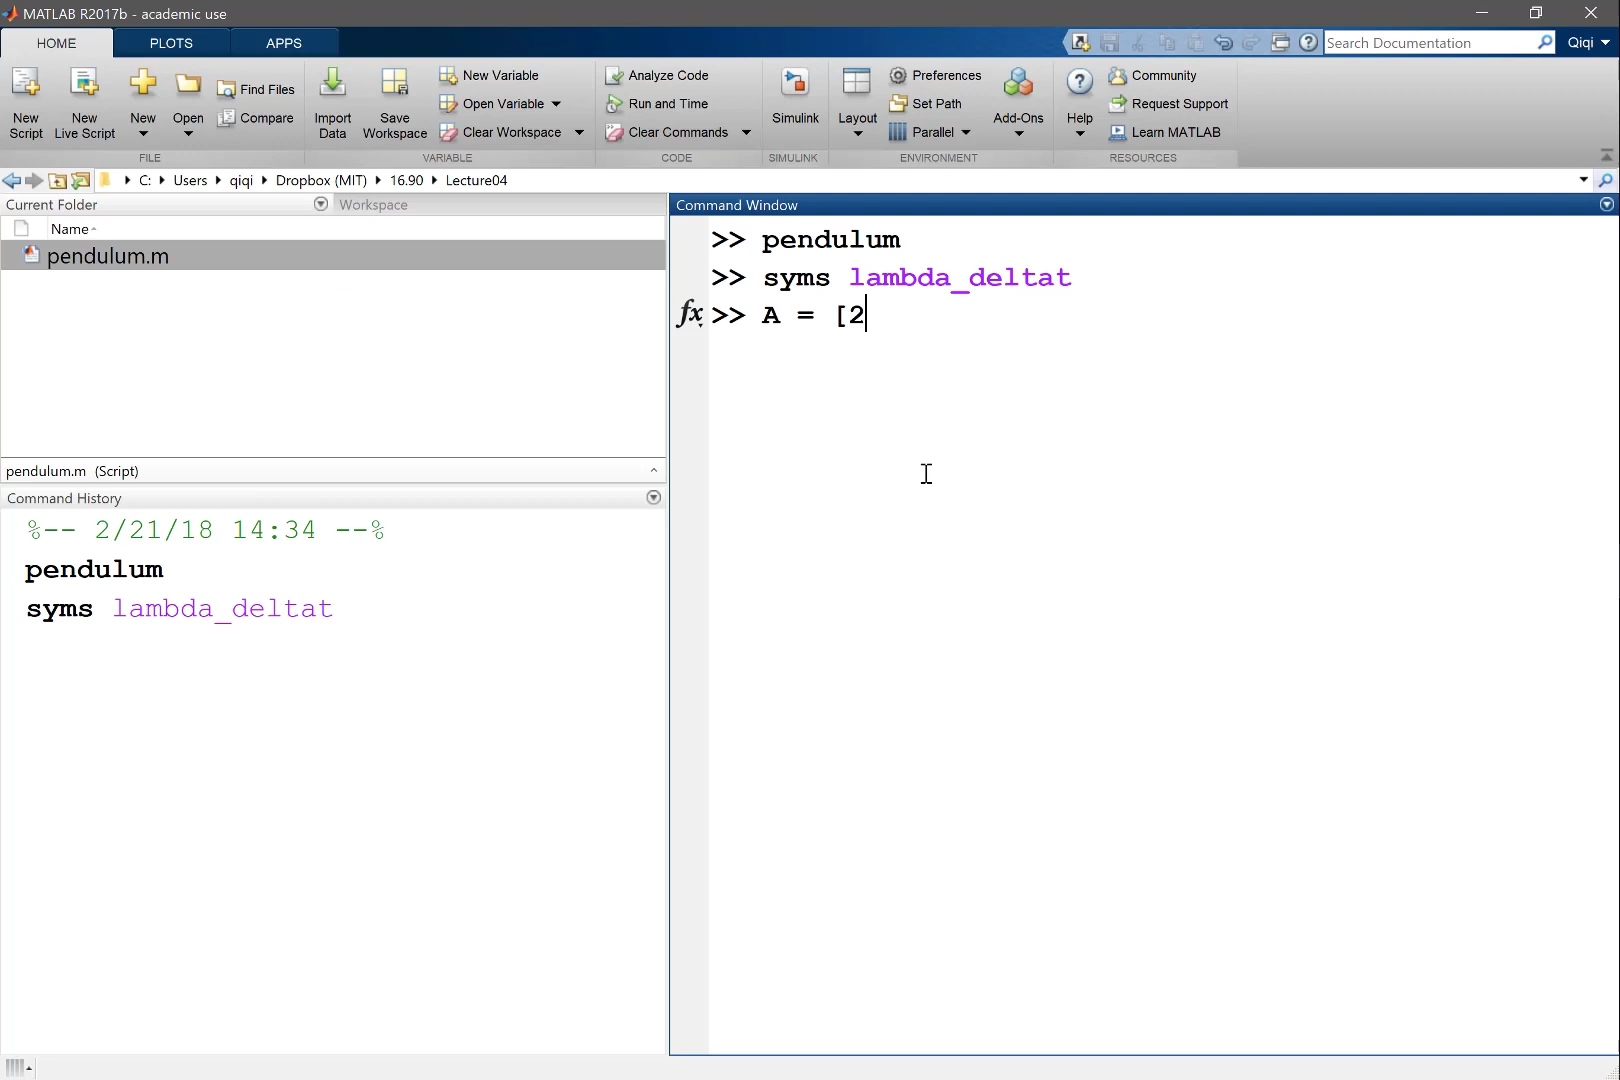 MATLAB R2017b - academic use
HOME
PLOTS
APPS
Search Documentation
Qiqi
New Script
New Live Script
New
Open
Find Files
Compare
Import Data
Save Workspace
New Variable
Open Variable
Clear Workspace
Analyze Code
Run and Time
Clear Commands
Simulink
Layout
Preferences
Set Path
Parallel
Add-Ons
Help
Community
Request Support
Learn MATLAB
FILE
VARIABLE
CODE
SIMULINK
ENVIRONMENT
RESOURCES
C: Users qiqi Dropbox (MIT) 16.90 Lecture04
Current Folder
Workspace
Name
pendulum.m
pendulum.m (Script)
Command History
%-- 2/21/18 14:34 --%
pendulum
syms lambda_deltat
Command Window
>> pendulum
>> syms lambda_deltat
fx >> A = [2